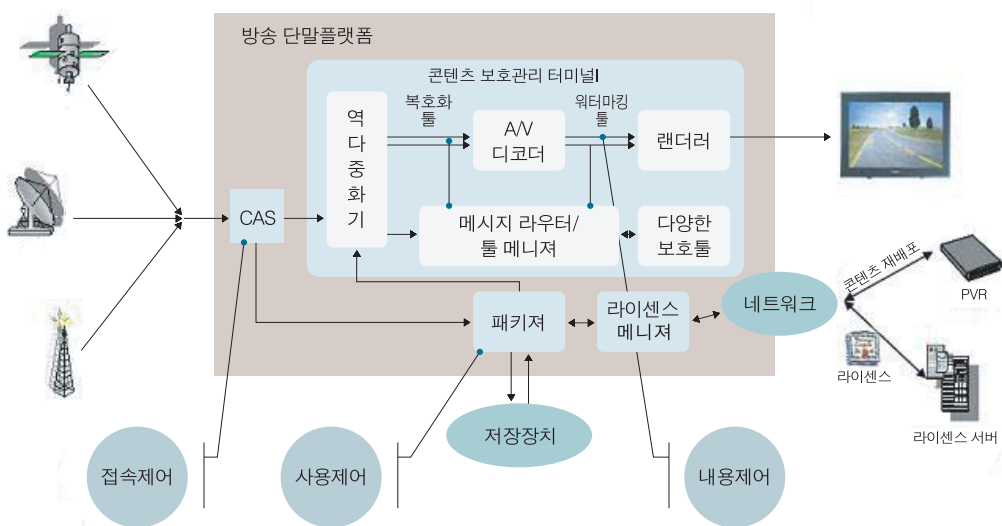 방송 단말플랫폼
콘텐츠 보호관리 터미널
복호화
툴
워터마킹
툴
역
다
중
화
기
A/V
디코더
랜더러
CAS
메시지 라우터/
툴 메니져
다양한
보호툴
콘텐츠 재배포
PVR
패키져
라이센스
메니져
네트워크
라이센스
라이센스 서버
저장장치
접속제어
사용제어
내용제어